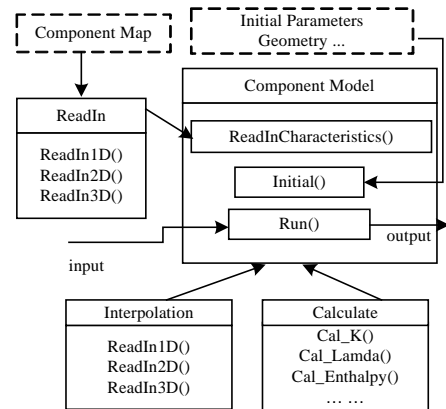 Component Map
Initial Parameters
Geometry ...
Component Model
ReadIn
ReadIn1D()
ReadIn2D()
ReadIn3D()
ReadInCharacteristics()
Initial()
Run()
input
output
Interpolation
ReadIn1D()
ReadIn2D()
ReadIn3D()
Calculate
Cal_K()
Cal_Lamda()
Cal_Enthalpy()
... ...